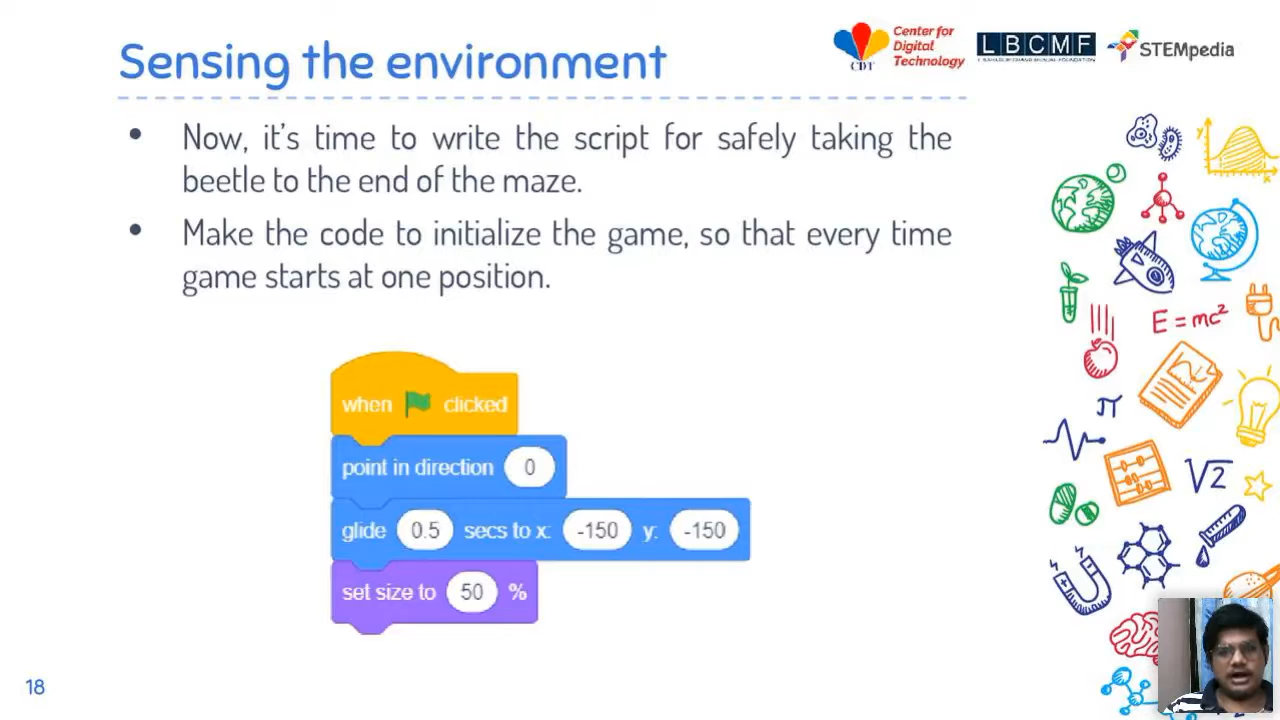 Sensing the environment
Center for
Digital
Technology
CDT
LBCMF
STEMpedia
• Now, it's time to write the script for safely taking the
beetle to the end of the maze.
• Make the code to initialize the game, so that every time
game starts at one position.
when clicked
point in direction 0
glide 0.5 secs to x: -150 y: -150
set size to 50 %
y
x
E = mc²
π
√2
18